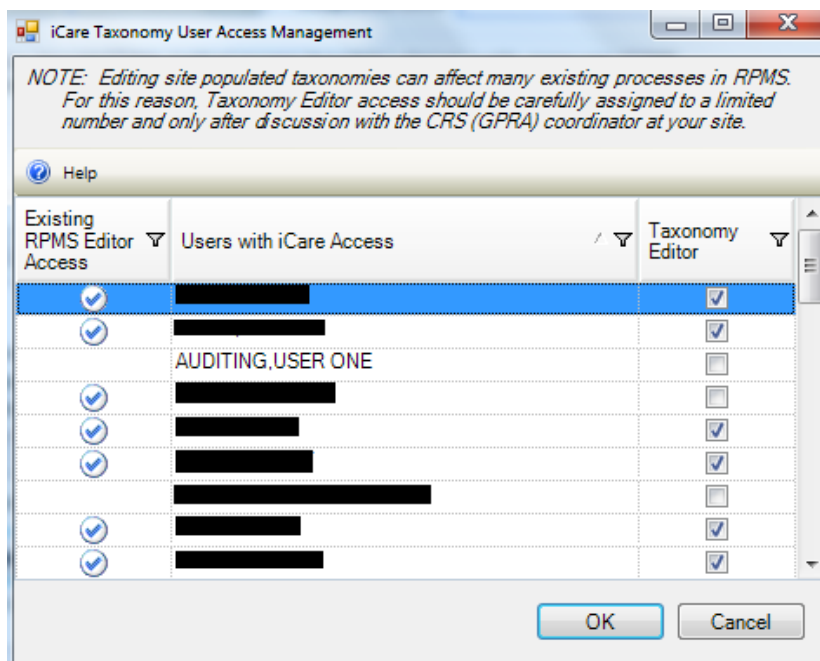 iCare Taxonomy User Access Management
NOTE: Editing site populated taxonomies can affect many existing processes in RPMS.
For this reason, Taxonomy Editor access should be carefully assigned to a limited
number and only after discussion with the CRS (GPRA) coordinator at your site.
Help
Existing
RPMS Editor
Access
Users with iCare Access
Taxonomy
Editor
AUDITING,USER ONE
OK
Cancel